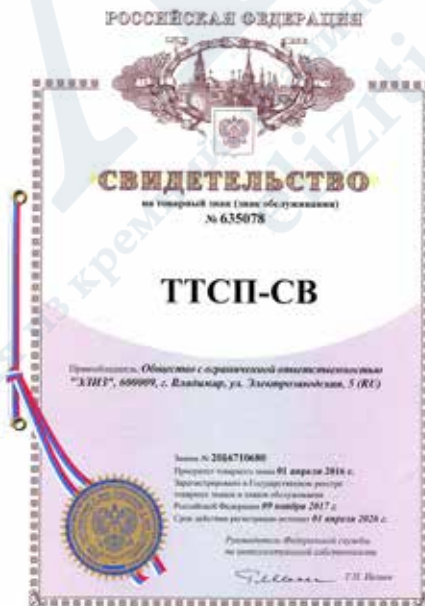 РОССИЙСКАЯ ФЕДЕРАЦИЯ
СВИДЕТЕЛЬСТВО
на товарный знак (знак обслуживания)
№ 635078
ТТСП-СВ
Правообладатель: Общество с ограниченной ответственностью
"ЭЛИЗ", 600009, г. Владимир, ул. Электрозаводская, 5 (RU)
Заявка № 2016710680
Приоритет товарного знака 01 апреля 2016 г.
Зарегистрировано в Государственном реестре
товарных знаков и знаков обслуживания
Российской Федерации 09 ноября 2017 г.
Срок действия регистрации истекает 01 апреля 2026 г.
Руководитель Федеральной службы
по интеллектуальной собственности
Г.П. Ивлиев
elizrti